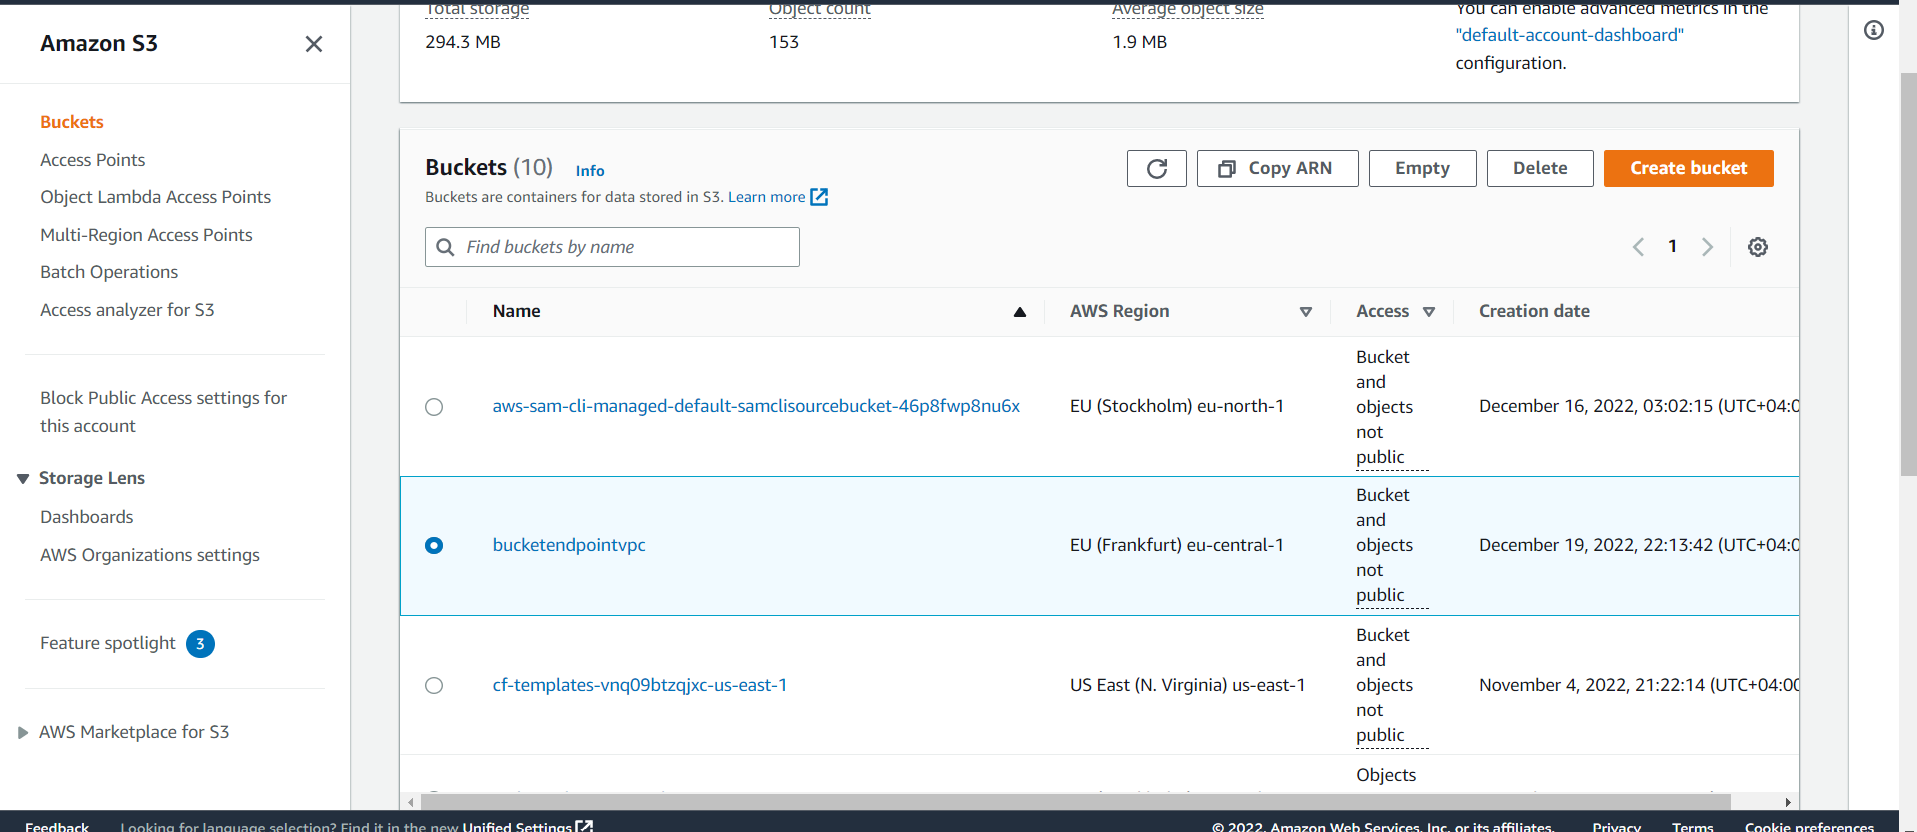 Total storage
Object count
Average object size
You can enable advanced metrics in the
"default-account-dashboard"
configuration.
294.3 MB
153
1.9 MB
Amazon S3
Buckets
Access Points
Object Lambda Access Points
Multi-Region Access Points
Batch Operations
Access analyzer for S3
Block Public Access settings for
this account
Storage Lens
Dashboards
AWS Organizations settings
Feature spotlight 3
AWS Marketplace for S3
Buckets (10) Info
Buckets are containers for data stored in S3. Learn more
Copy ARN
Empty
Delete
Create bucket
Find buckets by name
1
Name
AWS Region
Access
Creation date
aws-sam-cli-managed-default-samclisourcebucket-46p8fwp8nu6x
EU (Stockholm) eu-north-1
Bucket
and
objects
not
public
December 16, 2022, 03:02:15 (UTC+04:0
bucketendpointvpc
EU (Frankfurt) eu-central-1
Bucket
and
objects
not
public
December 19, 2022, 22:13:42 (UTC+04:0
cf-templates-vnq09btzqjxc-us-east-1
US East (N. Virginia) us-east-1
Bucket
and
objects
not
public
November 4, 2022, 21:22:14 (UTC+04:00
Objects
Feedback
Looking for language selection? Find it in the new Unified Settings
© 2022, Amazon Web Services, Inc. or its affiliates.
Privacy
Terms
Cookie preferences